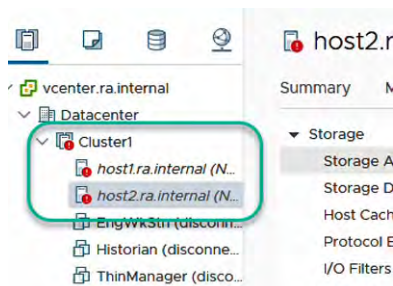 vcenter.ra.internal
Datacenter
Cluster1
host1.ra.internal (N...
host2.ra.internal (N...
EngWkStn (disconn...
Historian (disconne...
ThinManager (disco...
host2.r
Summary M
Storage
Storage A
Storage D
Host Cach
Protocol E
I/O Filters